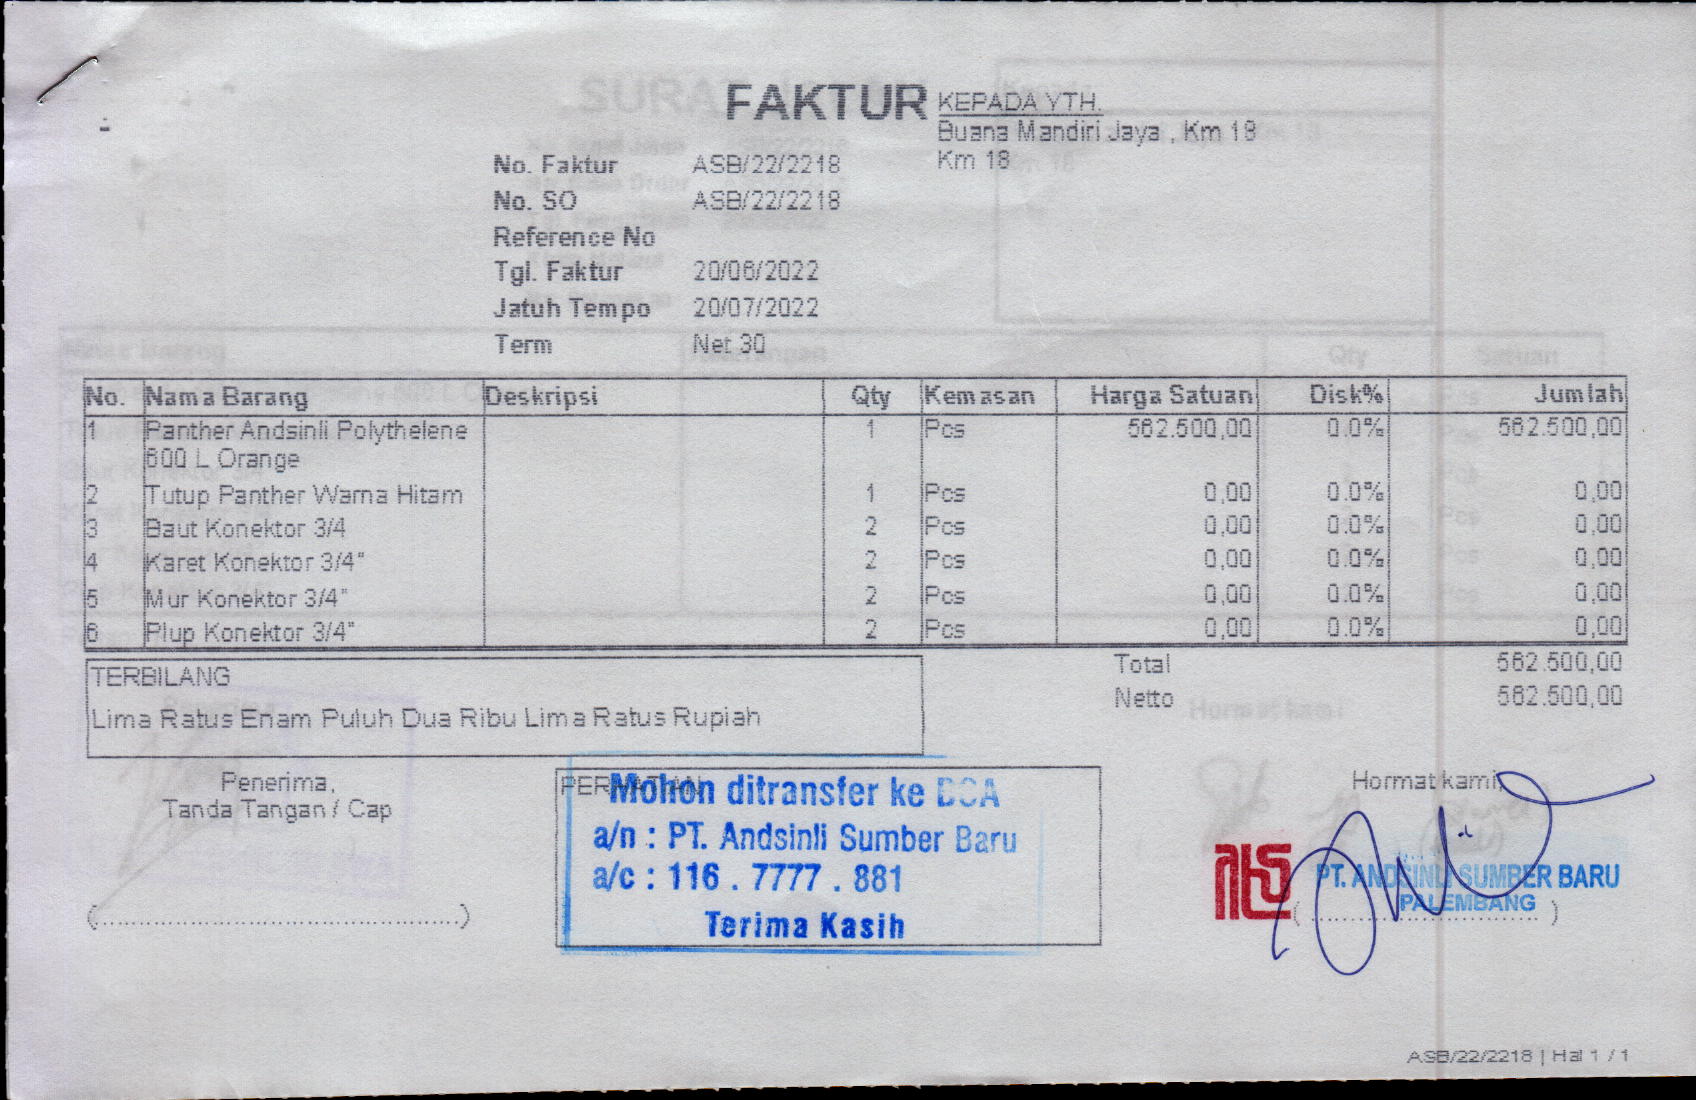 FAKTUR
KEPADA YTH.
Buana Mandiri Jaya , Km 18
Km 18
No. Faktur ASB/22/2218
No. SO ASB/22/2218
Reference No
Tgl. Faktur 20/06/2022
Jatuh Tempo 20/07/2022
Term Net 30
No. Nama Barang Deskripsi Qty Kemasan Harga Satuan Disk% Jumlah
1 Panther Andsinli Polythelene 1 Pcs 562.500,00 0.0% 562.500,00
600 L Orange
2 Tutup Panther Warna Hitam 1 Pcs 0,00 0.0% 0,00
3 Baut Konektor 3/4 2 Pcs 0,00 0.0% 0,00
4 Karet Konektor 3/4" 2 Pcs 0,00 0.0% 0,00
5 Mur Konektor 3/4" 2 Pcs 0,00 0.0% 0,00
6 Plup Konektor 3/4" 2 Pcs 0,00 0.0% 0,00
Total 562.500,00
Netto 562.500,00
TERBILANG
Lima Ratus Enam Puluh Dua Ribu Lima Ratus Rupiah
Penerima,
Tanda Tangan / Cap
(........................................)
PERHATIAN
Mohon ditransfer ke BCA
a/n : PT. Andsinli Sumber Baru
a/c : 116 . 7777 . 881
Terima Kasih
Hormat kami,
PT. ANDSINLI SUMBER BARU
PALEMBANG
ASB/22/2218 | Hal 1 / 1